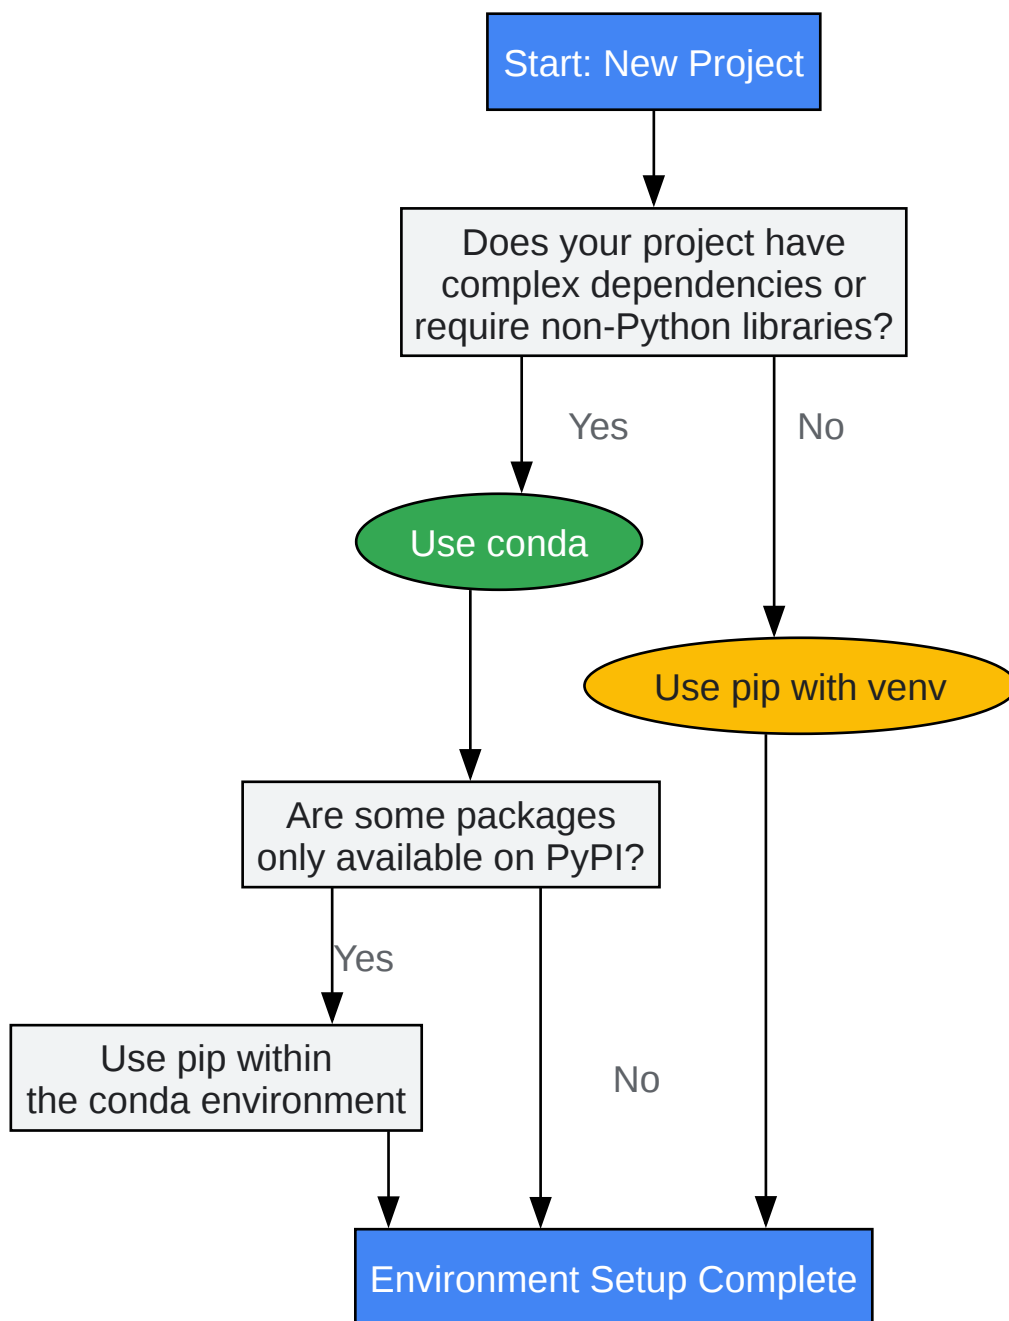 Start: New Project
Does your project have
complex dependencies or
require non-Python libraries?
Yes
No
Use conda
Use pip with venv
Are some packages
only available on PyPI?
Yes
Use pip within
the conda environment
No
Environment Setup Complete